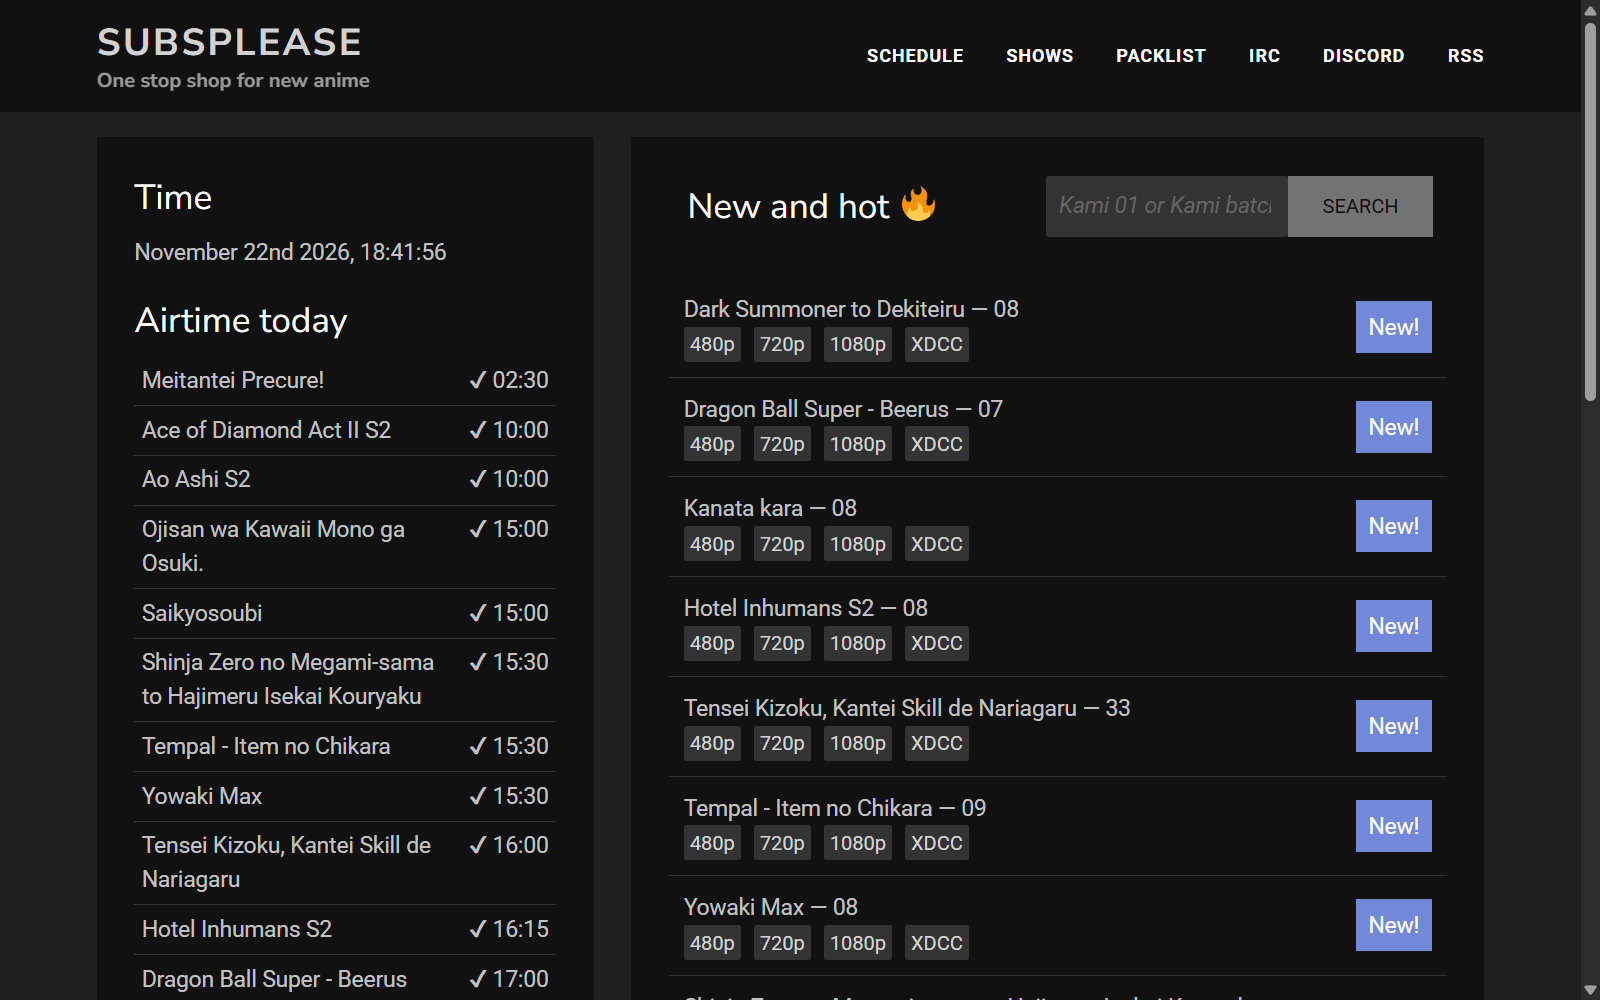 SUBSPLEASE
One stop shop for new anime
SCHEDULE SHOWS PACKLIST IRC DISCORD RSS
Time
November 22nd 2026, 18:41:56
Airtime today
Meitantei Precure! ✔ 02:30
Ace of Diamond Act II S2 ✔ 10:00
Ao Ashi S2 ✔ 10:00
Ojisan wa Kawaii Mono ga ✔ 15:00
Osuki.
Saikyosoubi ✔ 15:00
Shinja Zero no Megami-sama ✔ 15:30
to Hajimeru Isekai Kouryaku
Tempal - Item no Chikara ✔ 15:30
Yowaki Max ✔ 15:30
Tensei Kizoku, Kantei Skill de ✔ 16:00
Nariagaru
Hotel Inhumans S2 ✔ 16:15
Dragon Ball Super - Beerus ✔ 17:00
New and hot 🔥
Kami 01 or Kami batc
SEARCH
Dark Summoner to Dekiteiru — 08
480p 720p 1080p XDCC
New!
Dragon Ball Super - Beerus — 07
480p 720p 1080p XDCC
New!
Kanata kara — 08
480p 720p 1080p XDCC
New!
Hotel Inhumans S2 — 08
480p 720p 1080p XDCC
New!
Tensei Kizoku, Kantei Skill de Nariagaru — 33
480p 720p 1080p XDCC
New!
Tempal - Item no Chikara — 09
480p 720p 1080p XDCC
New!
Yowaki Max — 08
480p 720p 1080p XDCC
New!